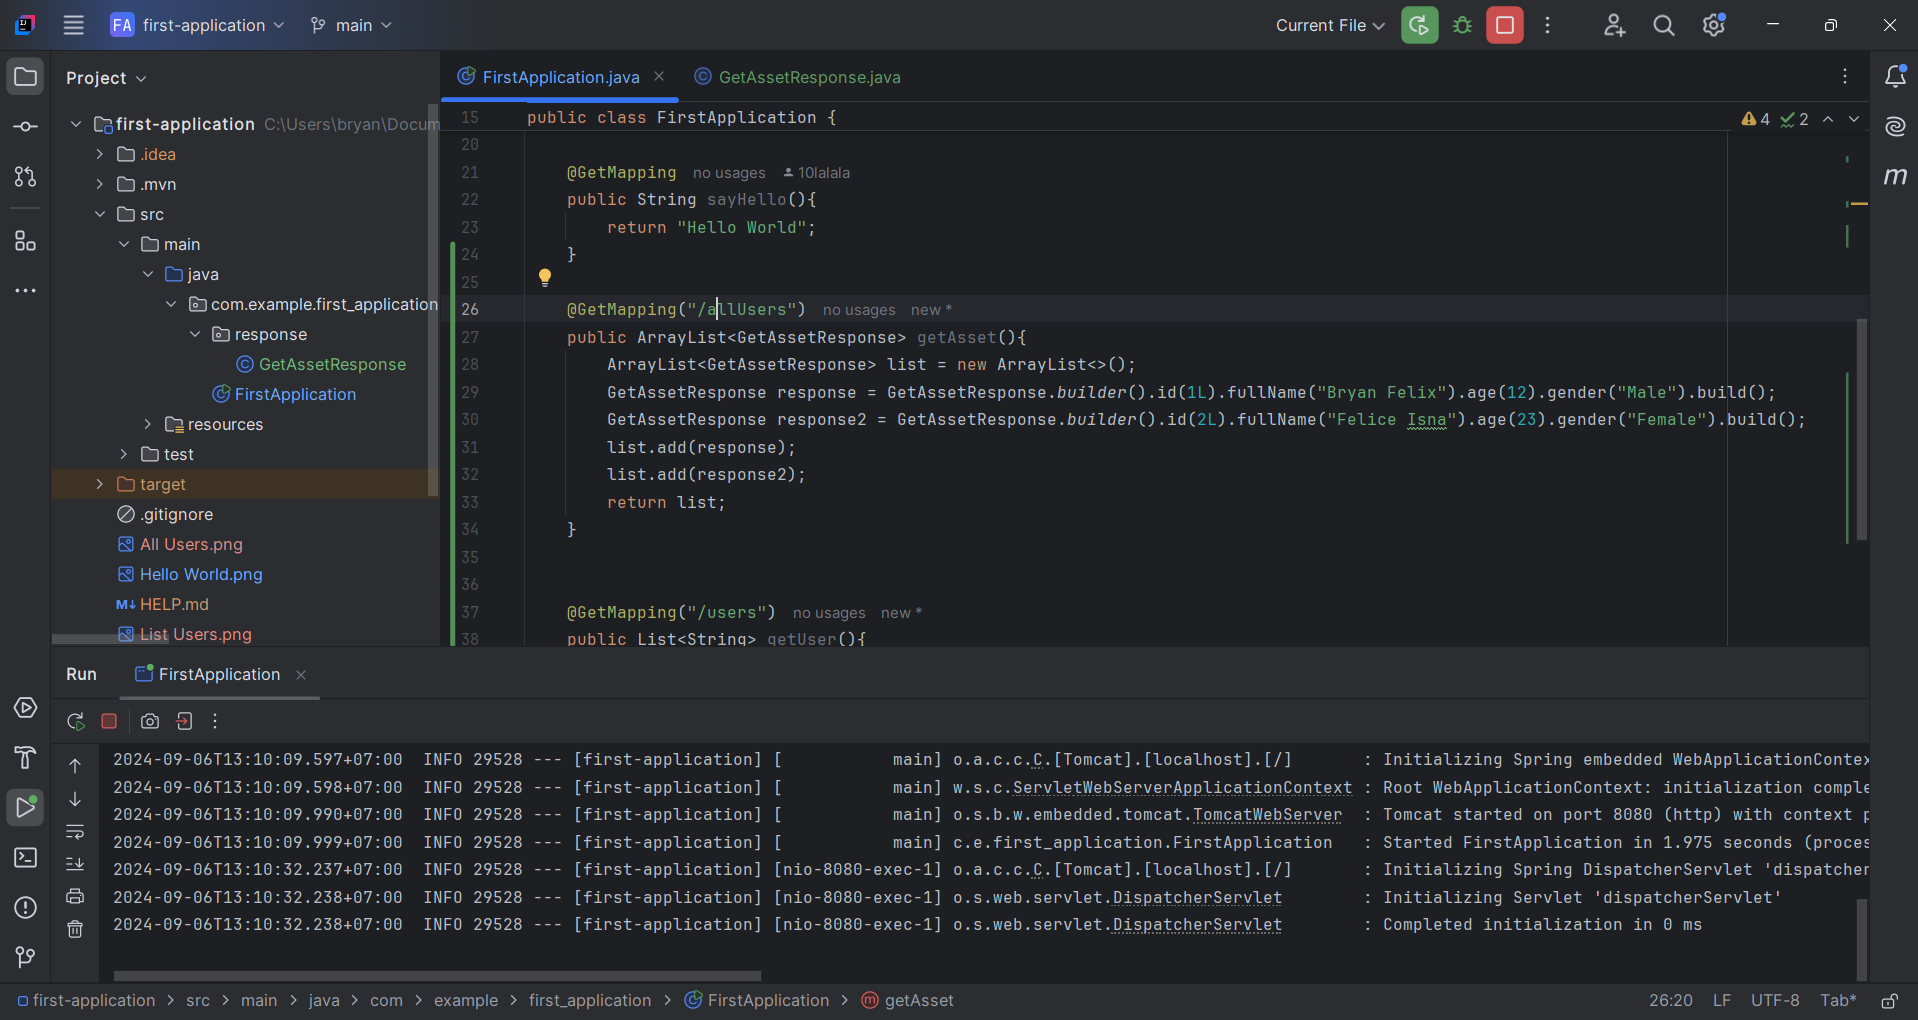 FA first-application main Current File
Project
first-application C:\Users\bryan\Docum
.idea
.mvn
src
main
java
com.example.first_application
response
GetAssetResponse
FirstApplication
resources
test
target
.gitignore
All Users.png
Hello World.png
M↓ HELP.md
List Users.png
FirstApplication.java GetAssetResponse.java
15 public class FirstApplication {
4 2
20
21 @GetMapping no usages 10lalala
22 public String sayHello(){
23 return "Hello World";
24 }
25
26 @GetMapping("/allUsers") no usages new *
27 public ArrayList<GetAssetResponse> getAsset(){
28 ArrayList<GetAssetResponse> list = new ArrayList<>();
29 GetAssetResponse response = GetAssetResponse.builder().id(1L).fullName("Bryan Felix").age(12).gender("Male").build();
30 GetAssetResponse response2 = GetAssetResponse.builder().id(2L).fullName("Felice Isna").age(23).gender("Female").build();
31 list.add(response);
32 list.add(response2);
33 return list;
34 }
35
36
37 @GetMapping("/users") no usages new *
38 public List<String> getUser(){
m
Run FirstApplication
2024-09-06T13:10:09.597+07:00 INFO 29528 --- [first-application] [ main] o.a.c.c.C.[Tomcat].[localhost].[/] : Initializing Spring embedded WebApplicationContex
2024-09-06T13:10:09.598+07:00 INFO 29528 --- [first-application] [ main] w.s.c.ServletWebServerApplicationContext : Root WebApplicationContext: initialization comple
2024-09-06T13:10:09.990+07:00 INFO 29528 --- [first-application] [ main] o.s.b.w.embedded.tomcat.TomcatWebServer : Tomcat started on port 8080 (http) with context p
2024-09-06T13:10:09.999+07:00 INFO 29528 --- [first-application] [ main] c.e.first_application.FirstApplication : Started FirstApplication in 1.975 seconds (proces
2024-09-06T13:10:32.237+07:00 INFO 29528 --- [first-application] [nio-8080-exec-1] o.a.c.c.C.[Tomcat].[localhost].[/] : Initializing Spring DispatcherServlet 'dispatcher
2024-09-06T13:10:32.238+07:00 INFO 29528 --- [first-application] [nio-8080-exec-1] o.s.web.servlet.DispatcherServlet : Initializing Servlet 'dispatcherServlet'
2024-09-06T13:10:32.238+07:00 INFO 29528 --- [first-application] [nio-8080-exec-1] o.s.web.servlet.DispatcherServlet : Completed initialization in 0 ms
first-application > src > main > java > com > example > first_application > FirstApplication > m getAsset 26:20 LF UTF-8 Tab*